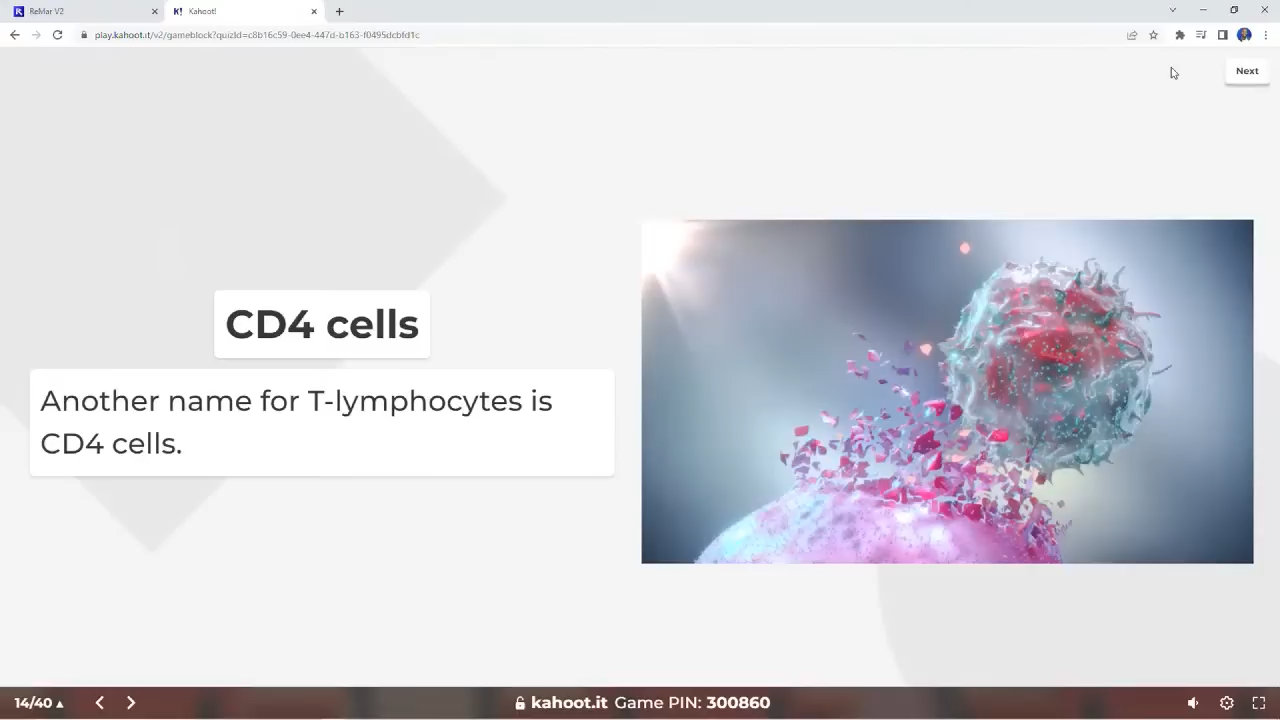 ReMar V2
K! Kahoot!
play.kahoot.it/v2/gameblock?quizId=c8b16c59-0ee4-447d-b163-f0495dcbfd1c
Next
CD4 cells
Another name for T-lymphocytes is
CD4 cells.
14/40
kahoot.it Game PIN: 300860